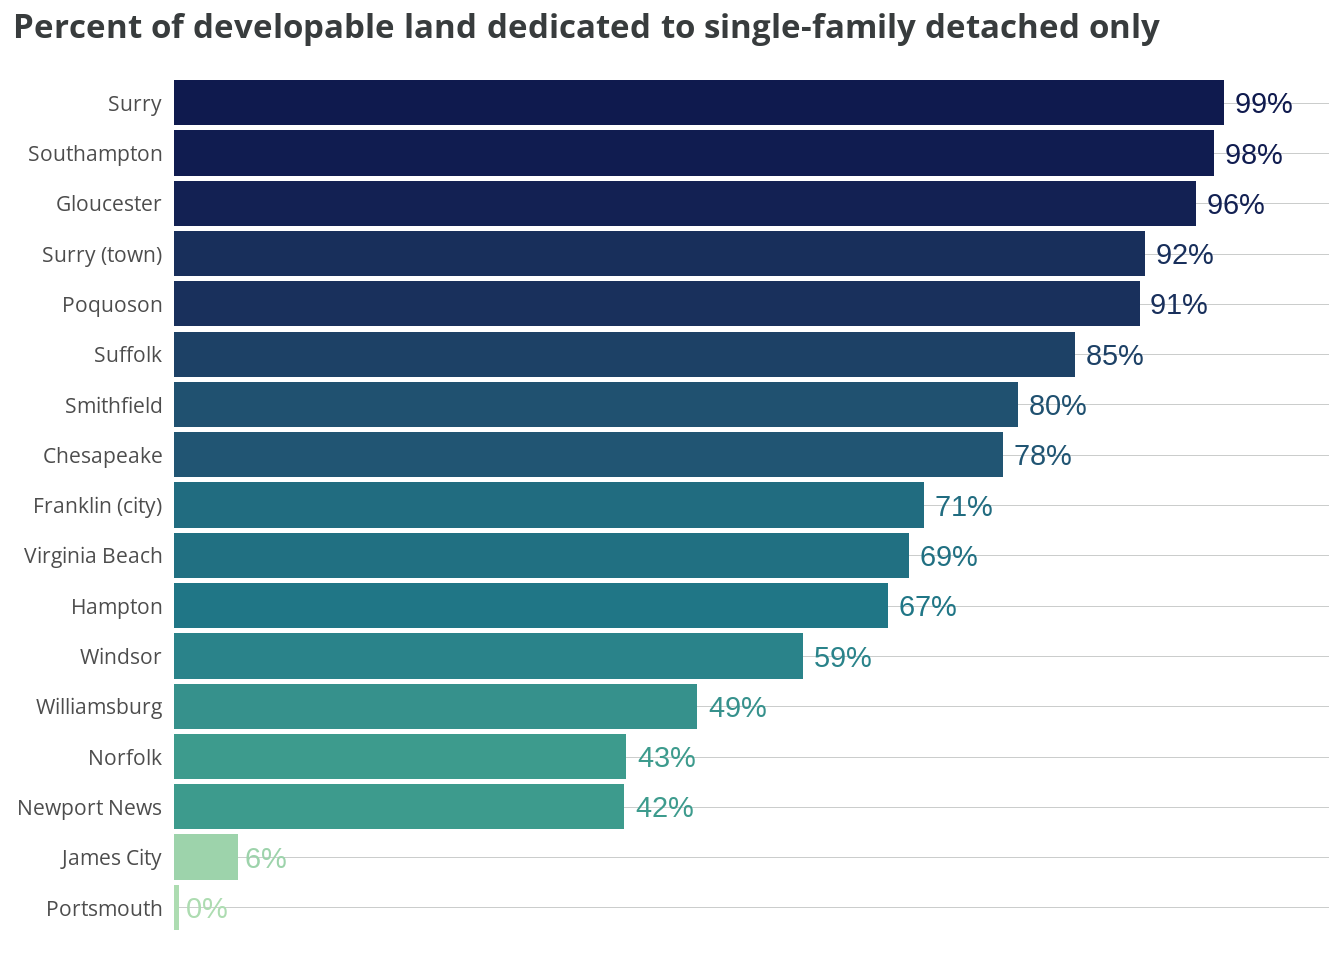 Percent of developable land dedicated to single-family detached only
Surry 99%
Southampton 98%
Gloucester 96%
Surry (town) 92%
Poquoson 91%
Suffolk 85%
Smithfield 80%
Chesapeake 78%
Franklin (city) 71%
Virginia Beach 69%
Hampton 67%
Windsor 59%
Williamsburg 49%
Norfolk 43%
Newport News 42%
James City 6%
Portsmouth 0%